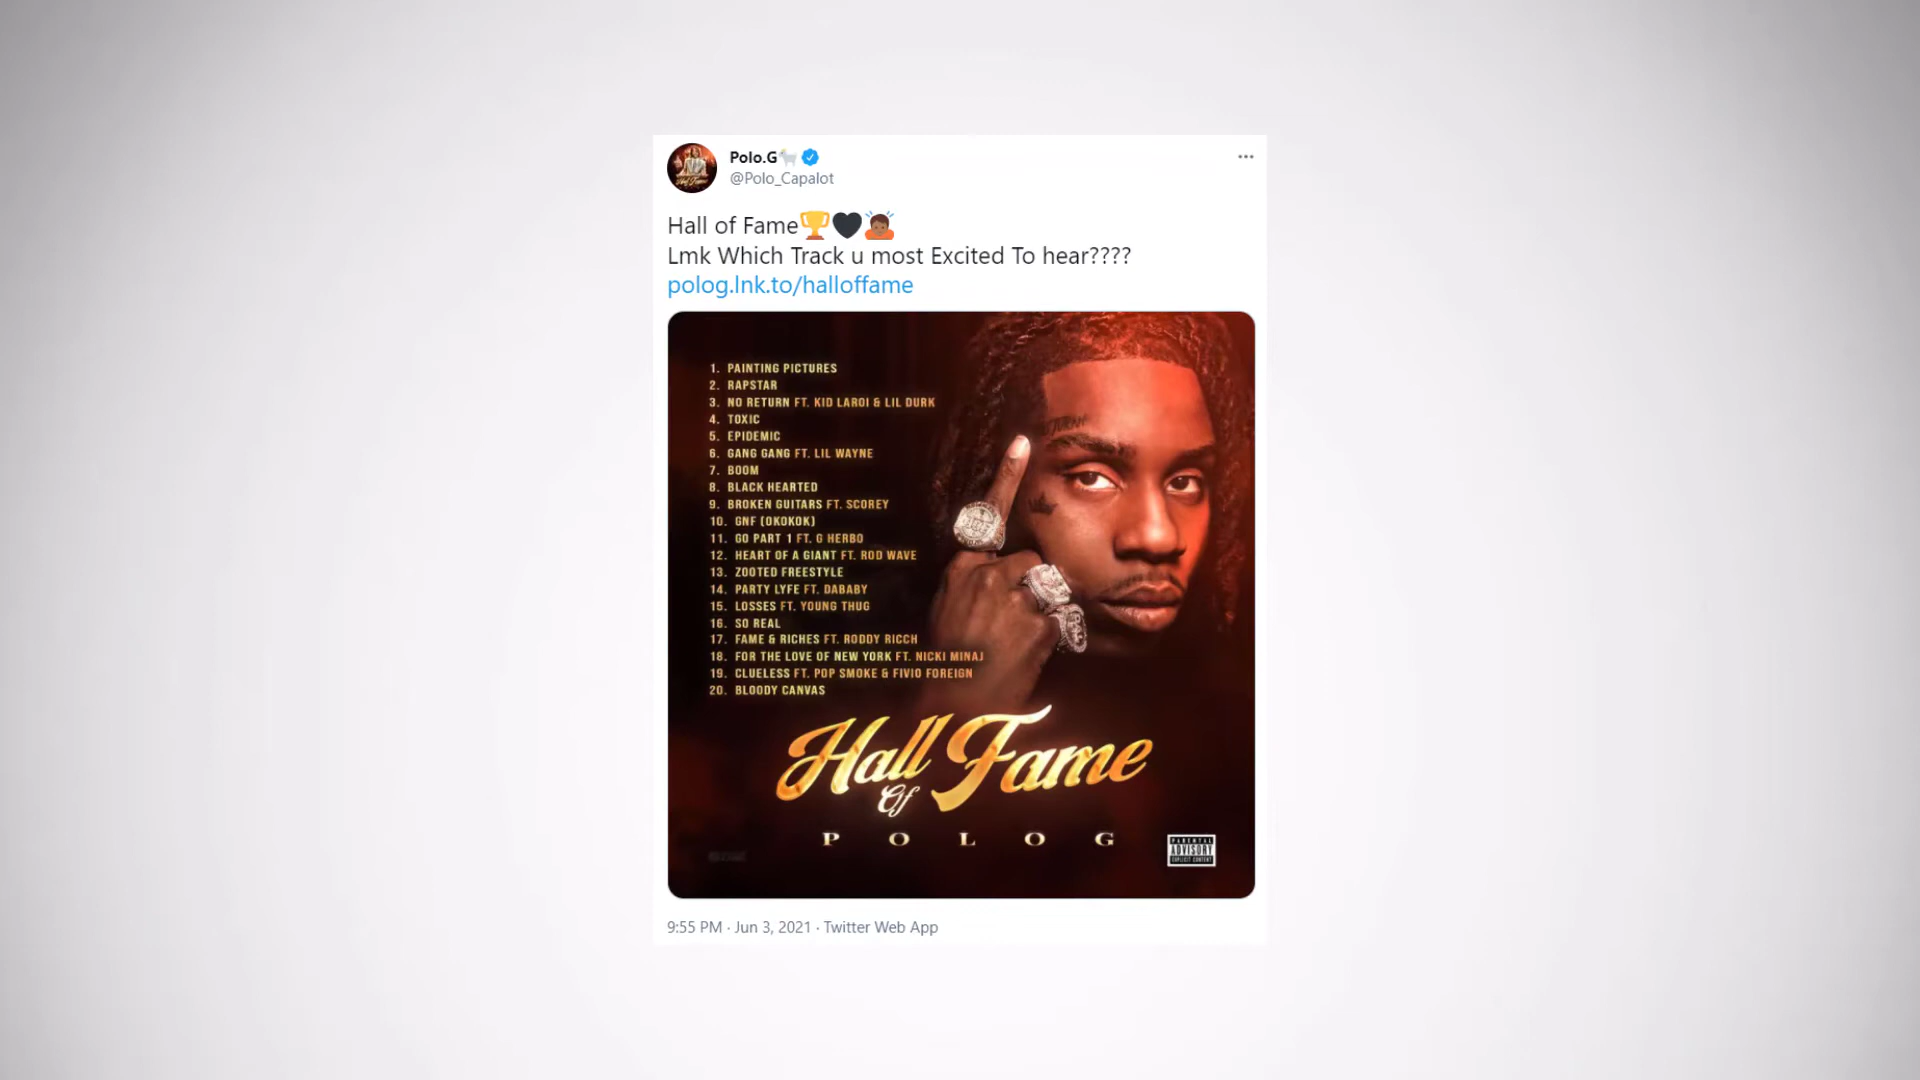 Polo.G🐐
@Polo_Capalot
Hall of Fame🏆🖤🙇🏾‍♂️
Lmk Which Track u most Excited To hear????
polog.lnk.to/halloffame
1. PAINTING PICTURES
2. RAPSTAR
3. NO RETURN FT. KID LAROI & LIL DURK
4. TOXIC
5. EPIDEMIC
6. GANG GANG FT. LIL WAYNE
7. BOOM
8. BLACK HEARTED
9. BROKEN GUITARS FT. SCOREY
10. GNF (OKOKOK)
11. GO PART 1 FT. G HERBO
12. HEART OF A GIANT FT. ROD WAVE
13. ZOOTED FREESTYLE
14. PARTY LYFE FT. DABABY
15. LOSSES FT. YOUNG THUG
16. SO REAL
17. FAME & RICHES FT. RODDY RICCH
18. FOR THE LOVE OF NEW YORK FT. NICKI MINAJ
19. CLUELESS FT. POP SMOKE & FIVIO FOREIGN
20. BLOODY CANVAS
Hall Of Fame
POLO G
PARENTAL
ADVISORY
EXPLICIT CONTENT
9:55 PM · Jun 3, 2021 · Twitter Web App